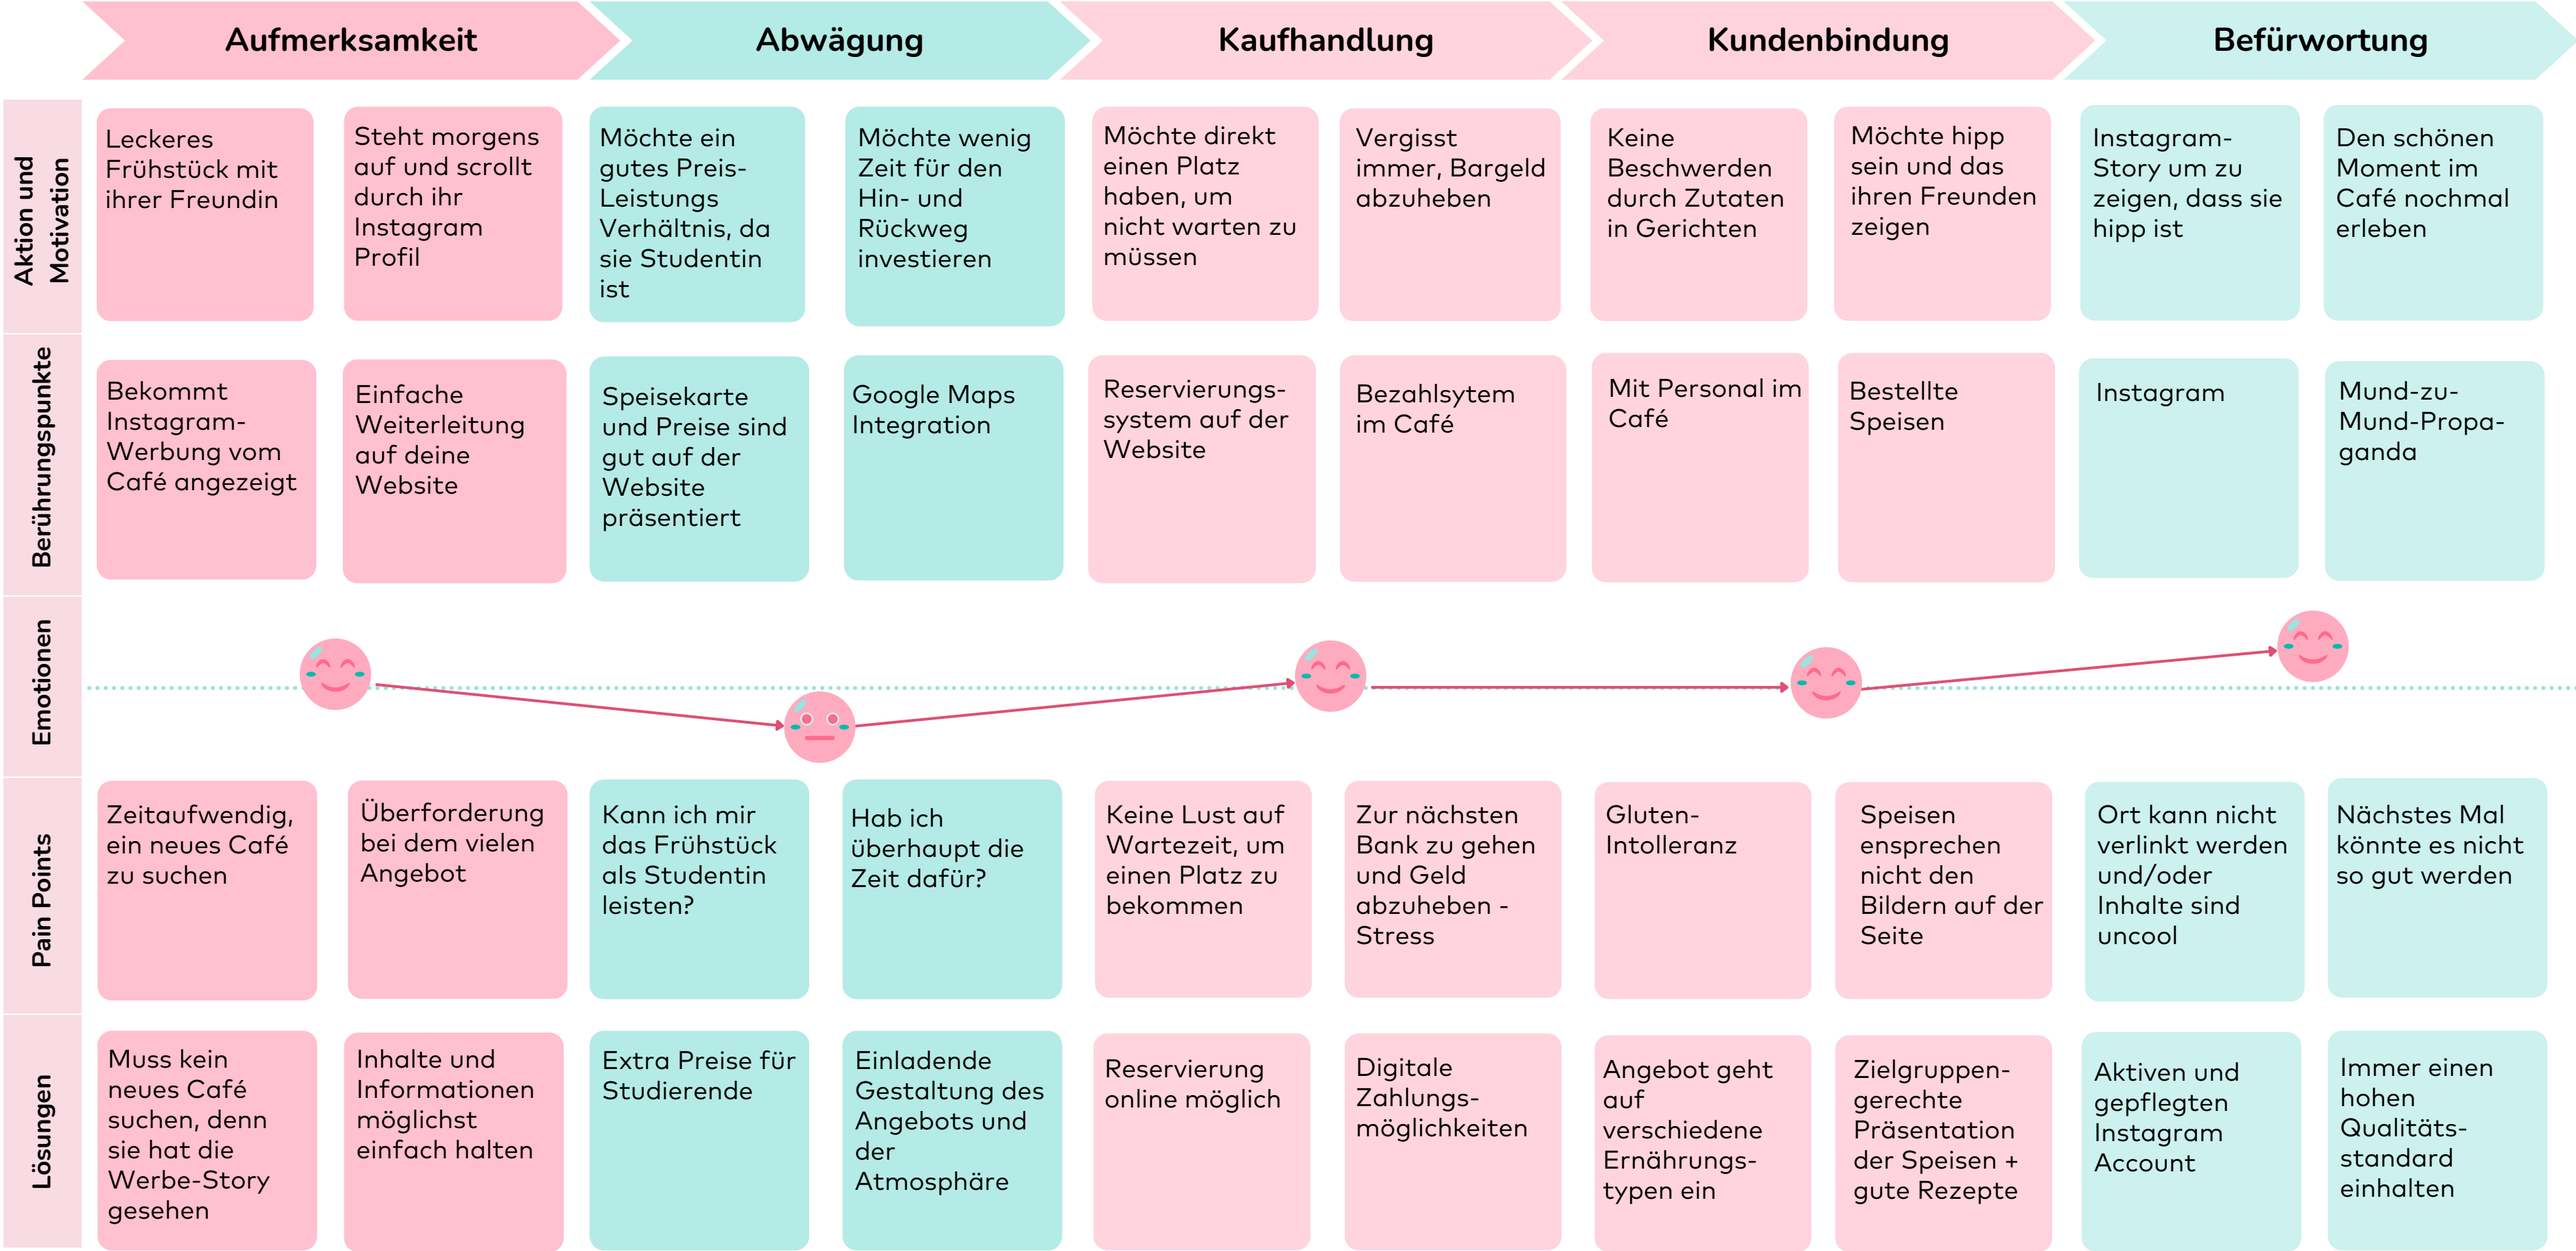 Aufmerksamkeit
Abwägung
Kaufhandlung
Kundenbindung
Befürwortung
Aktion und
Motivation
Leckeres
Frühstück mit
ihrer Freundin
Steht morgens
auf und scrollt
durch ihr
Instagram
Profil
Möchte ein
gutes Preis-
Leistungs
Verhältnis, da
sie Studentin
ist
Möchte wenig
Zeit für den
Hin- und
Rückweg
investieren
Möchte direkt
einen Platz
haben, um
nicht warten zu
müssen
Vergisst
immer, Bargeld
abzuheben
Keine
Beschwerden
durch Zutaten
in Gerichten
Möchte hipp
sein und das
ihren Freunden
zeigen
Instagram-
Story um zu
zeigen, dass sie
hipp ist
Den schönen
Moment im
Café nochmal
erleben
Berührungspunkte
Bekommt
Instagram-
Werbung vom
Café angezeigt
Einfache
Weiterleitung
auf deine
Website
Speisekarte
und Preise sind
gut auf der
Website
präsentiert
Google Maps
Integration
Reservierungs-
system auf der
Website
Bezahlsytem
im Café
Mit Personal im
Café
Bestellte
Speisen
Instagram
Mund-zu-
Mund-Propa-
ganda
Emotionen
Pain Points
Zeitaufwendig,
ein neues Café
zu suchen
Überforderung
bei dem vielen
Angebot
Kann ich mir
das Frühstück
als Studentin
leisten?
Hab ich
überhaupt die
Zeit dafür?
Keine Lust auf
Wartezeit, um
einen Platz zu
bekommen
Zur nächsten
Bank zu gehen
und Geld
abzuheben -
Stress
Gluten-
Intolleranz
Speisen
ensprechen
nicht den
Bildern auf der
Seite
Ort kann nicht
verlinkt werden
und/oder
Inhalte sind
uncool
Nächstes Mal
könnte es nicht
so gut werden
Lösungen
Muss kein
neues Café
suchen, denn
sie hat die
Werbe-Story
gesehen
Inhalte und
Informationen
möglichst
einfach halten
Extra Preise für
Studierende
Einladende
Gestaltung des
Angebots und
der
Atmosphäre
Reservierung
online möglich
Digitale
Zahlungs-
möglichkeiten
Angebot geht
auf
verschiedene
Ernährungs-
typen ein
Zielgruppen-
gerechte
Präsentation
der Speisen +
gute Rezepte
Aktiven und
gepflegten
Instagram
Account
Immer einen
hohen
Qualitäts-
standard
einhalten